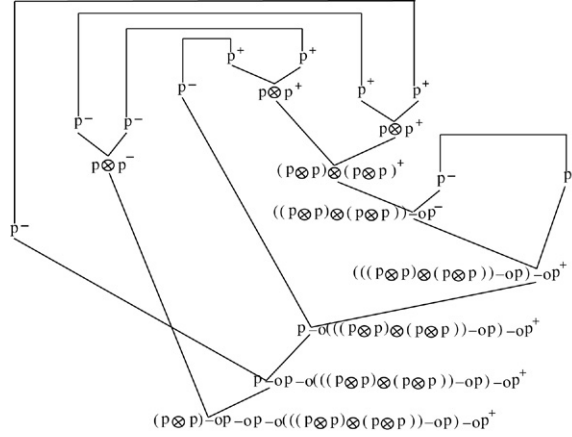 p+ p+
p− p+ p+
p⊗p+
p− p− p⊗p+
p⊗p−
(p⊗p)⊗(p⊗p)+
p− p
((p⊗p)⊗(p⊗p))−op−
p−
(((p⊗p)⊗(p⊗p))−op)−op+
p−o(((p⊗p)⊗(p⊗p))−op)−op+
p−op−o(((p⊗p)⊗(p⊗p))−op)−op+
(p⊗p)−op−op−o(((p⊗p)⊗(p⊗p))−op)−op+